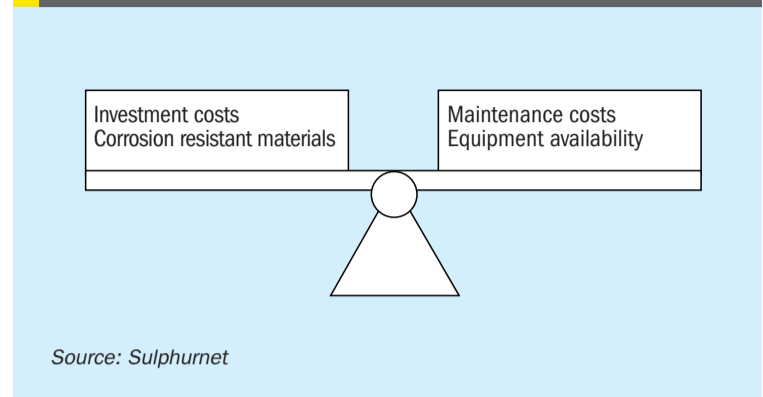 Investment costs
Corrosion resistant materials
Maintenance costs
Equipment availability
Source: Sulphurnet